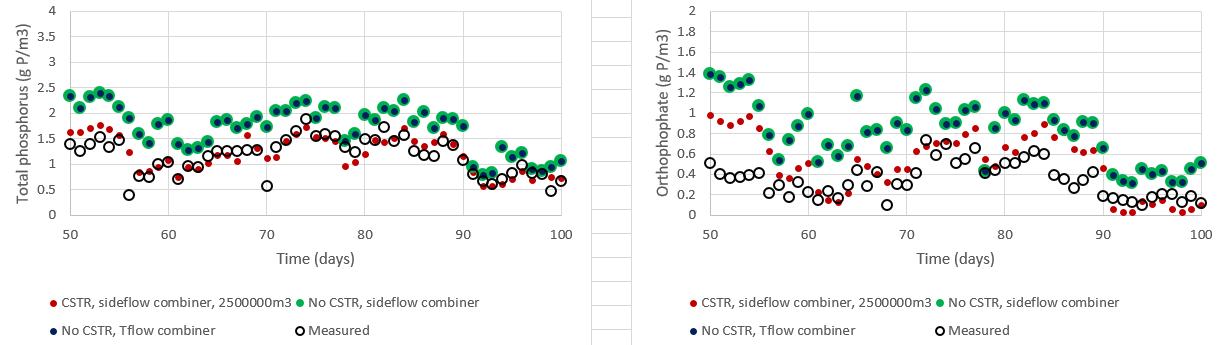 Total phosphorus (g P/m3)
4
3.5
3
2.5
2
1.5
1
0.5
0
50 60 70 80 90 100
Time (days)
CSTR, sideflow combiner, 2500000m3 No CSTR, sideflow combiner
No CSTR, Tflow combiner Measured
Orthophosphate (g P/m3)
2
1.8
1.6
1.4
1.2
1
0.8
0.6
0.4
0.2
0
50 60 70 80 90 100
Time (days)
CSTR, sideflow combiner, 2500000m3 No CSTR, sideflow combiner
No CSTR, Tflow combiner Measured